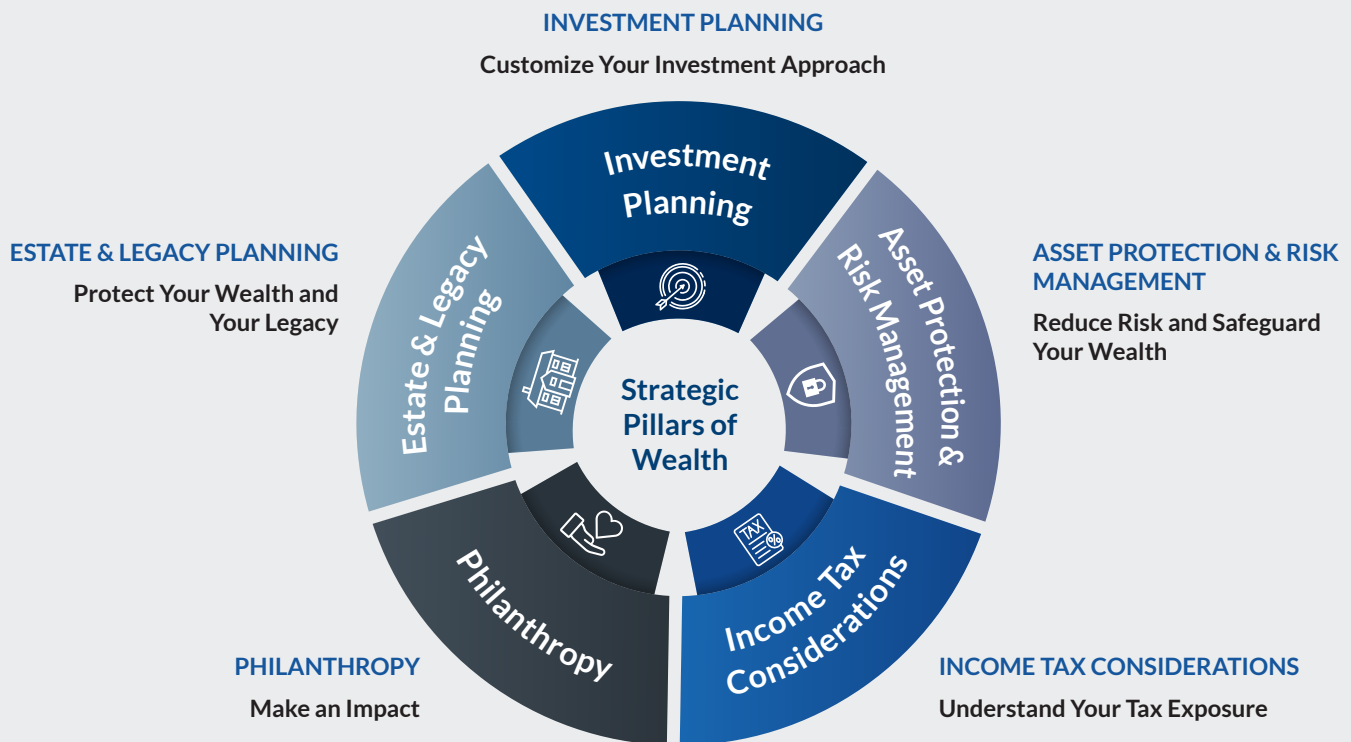 INVESTMENT PLANNING
Customize Your Investment Approach
Investment
Planning
ESTATE & LEGACY PLANNING
Protect Your Wealth and
Your Legacy
Estate & Legacy
Planning
Asset Protection &
Risk Management
ASSET PROTECTION & RISK
MANAGEMENT
Reduce Risk and Safeguard
Your Wealth
Strategic
Pillars of
Wealth
TAX
%
Philanthropy
Income Tax
Considerations
PHILANTHROPY
Make an Impact
INCOME TAX CONSIDERATIONS
Understand Your Tax Exposure